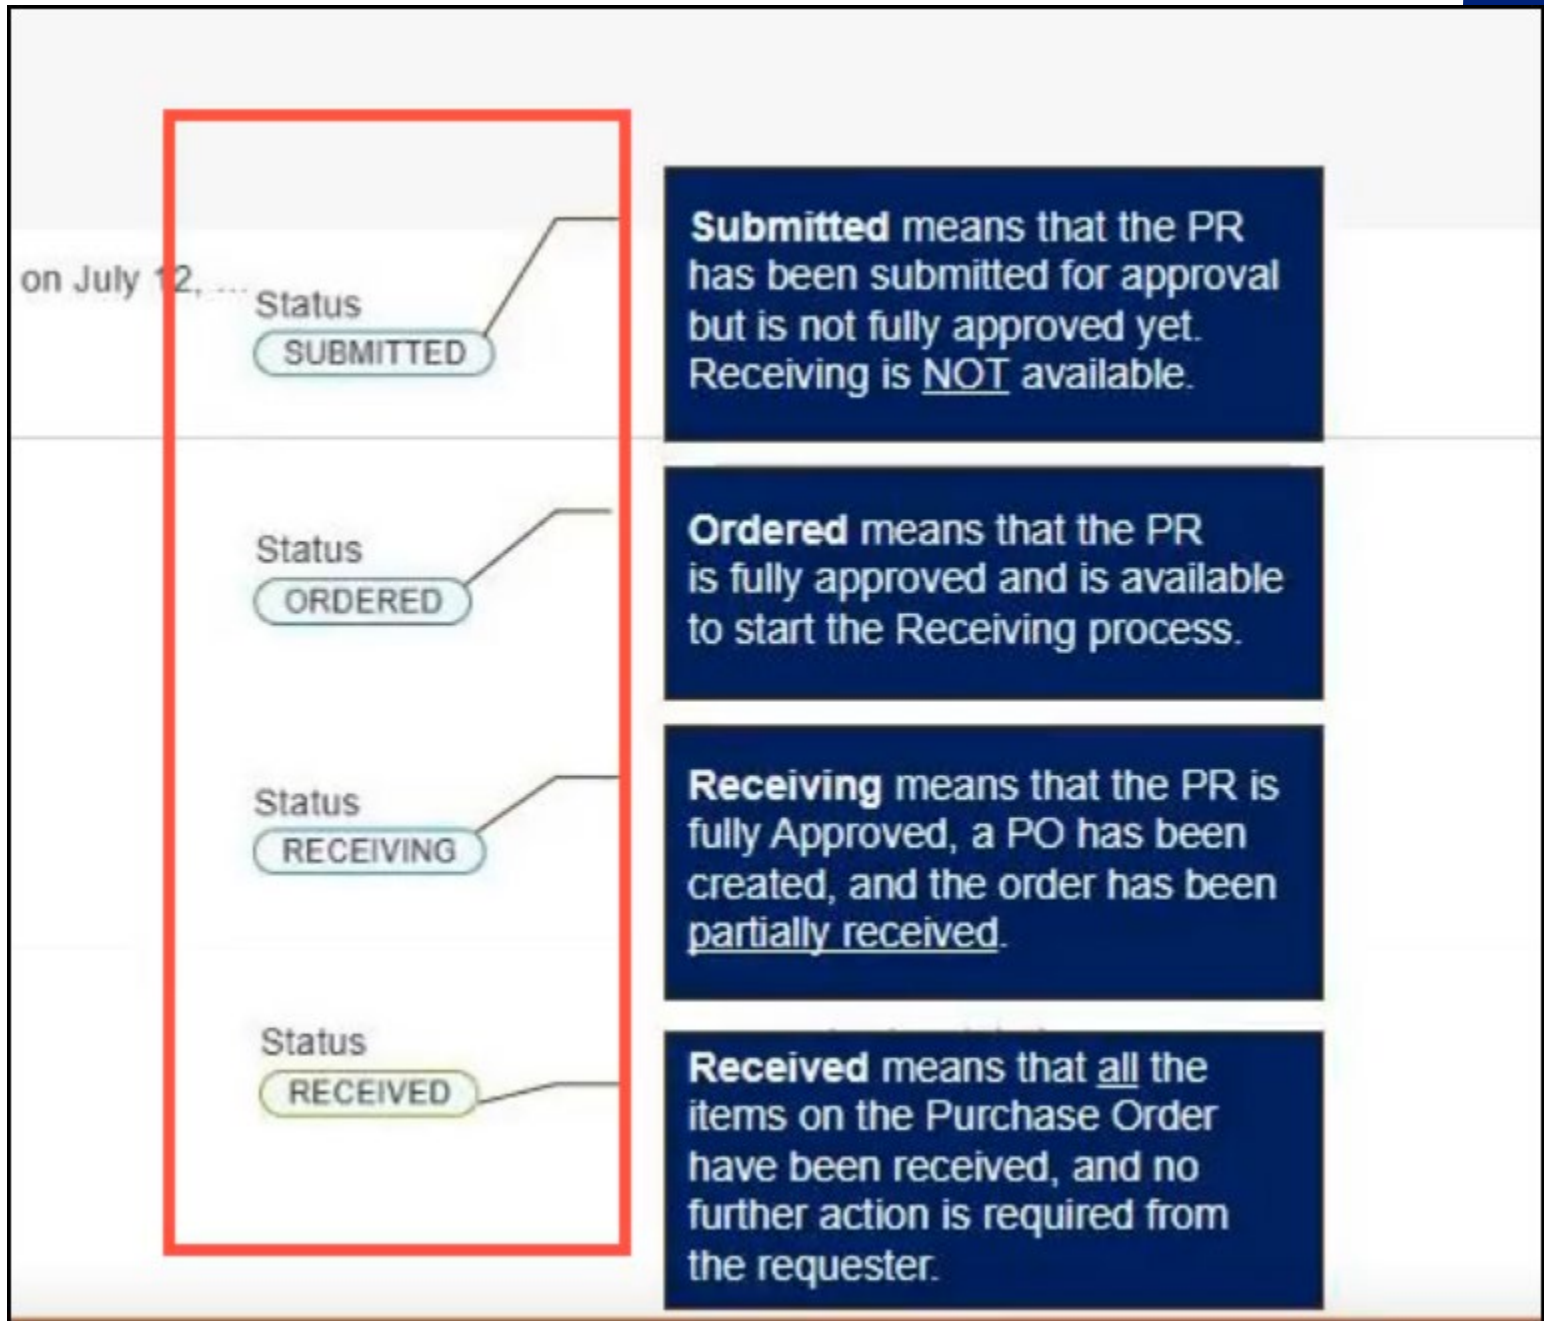 on July 12, ...
Status
SUBMITTED
Submitted means that the PR
has been submitted for approval
but is not fully approved yet.
Receiving is NOT available.
Status
ORDERED
Ordered means that the PR
is fully approved and is available
to start the Receiving process.
Status
RECEIVING
Receiving means that the PR is
fully Approved, a PO has been
created, and the order has been
partially received.
Status
RECEIVED
Received means that all the
items on the Purchase Order
have been received, and no
further action is required from
the requester.